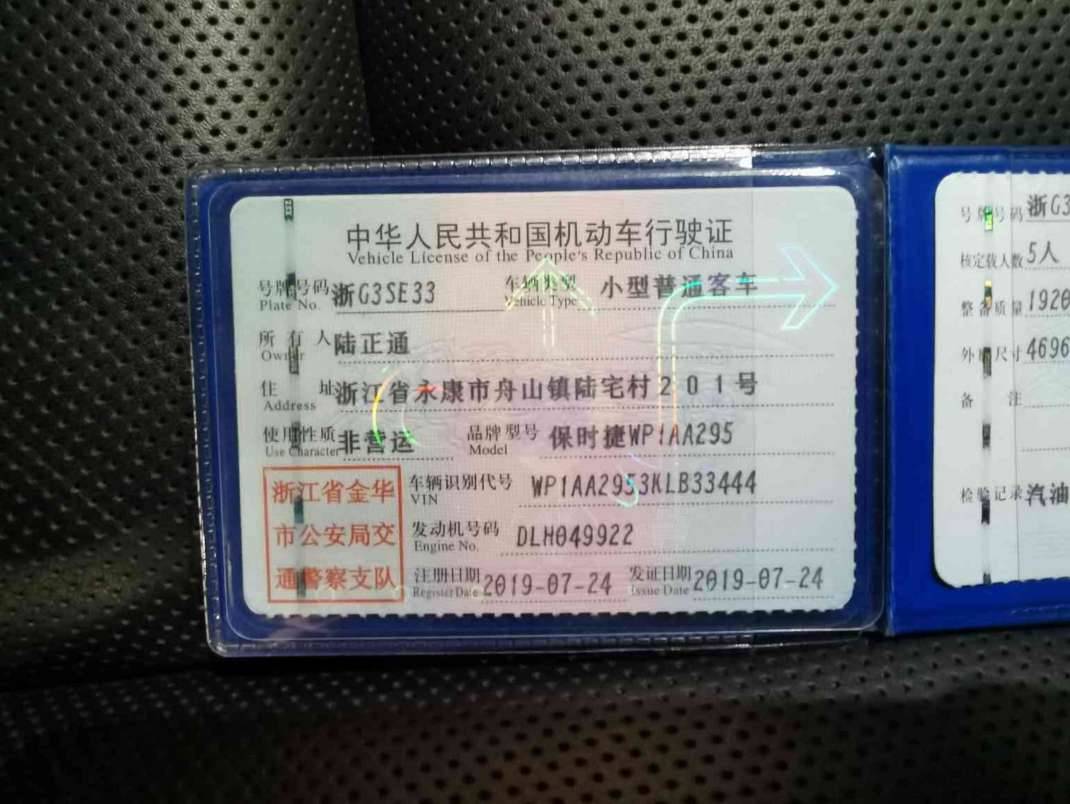 中华人民共和国机动车行驶证
Vehicle License of the People's Republic of China
号牌号码 浙G3SE33 车辆类型 小型普通客车
Plate No. Vehicle Type
所有人 陆正通
Owner
住址 浙江省永康市舟山镇陆宅村201号
Address
使用性质 非营运 品牌型号 保时捷WP1AA295
Use Character Model
浙江省金华
市公安局交
通警察支队
车辆识别代号 WP1AA2953KLB33444
VIN
发动机号码 DLH049922
Engine No.
注册日期 2019-07-24 发证日期 2019-07-24
Register Date Issue Date
号牌号码 浙G3
核定载人数 5人
整备质量 1920
外廓尺寸 4696
备注
检验记录 汽油